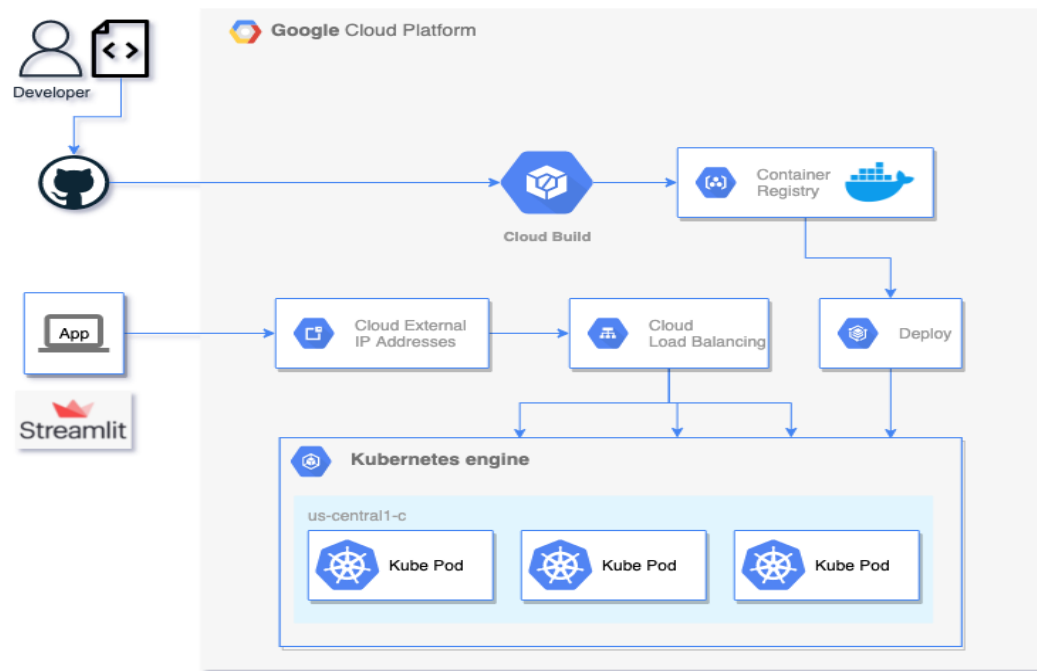 Google Cloud Platform
Developer
Container
Registry
Cloud Build
App
Cloud External
IP Addresses
Cloud
Load Balancing
Deploy
Streamlit
Kubernetes engine
us-central1-c
Kube Pod
Kube Pod
Kube Pod